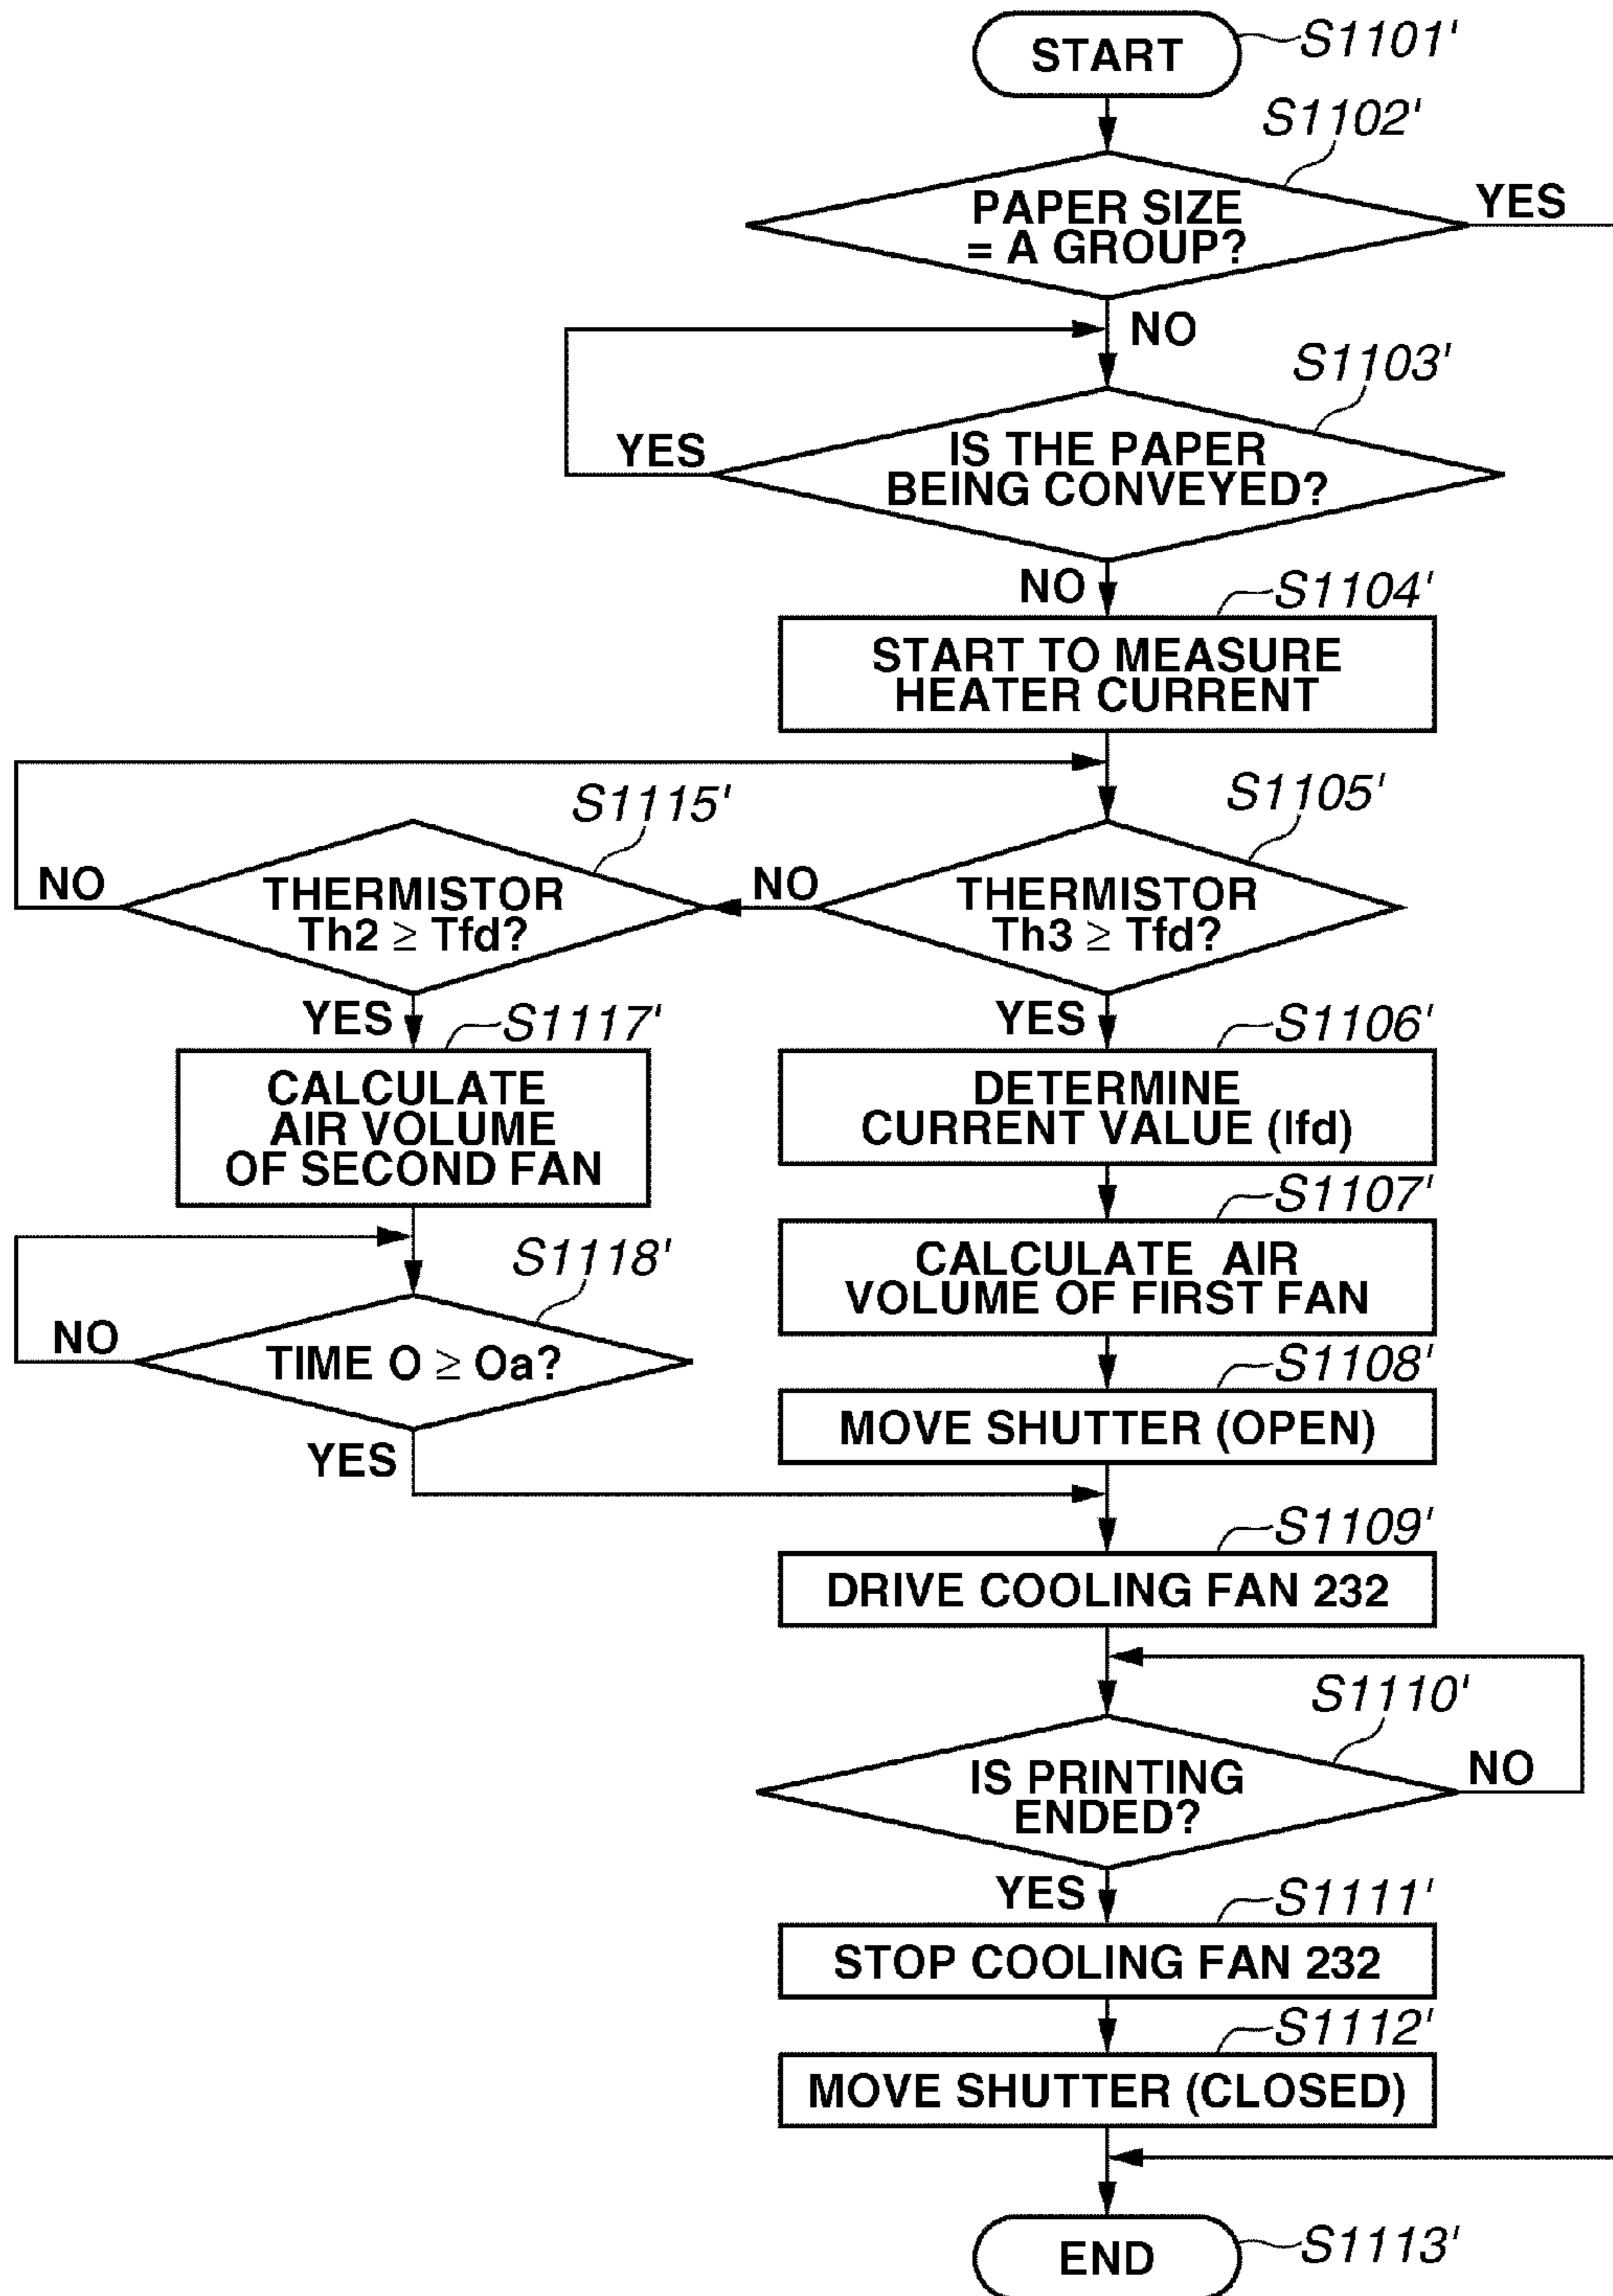 START
S1101'
S1102'
PAPER SIZE
= A GROUP?
YES
NO
S1103'
IS THE PAPER
BEING CONVEYED?
YES
NO
S1104'
START TO MEASURE
HEATER CURRENT
S1105'
THERMISTOR
Th3 ≥ Tfd?
NO
S1115'
THERMISTOR
Th2 ≥ Tfd?
NO
YES
S1117'
CALCULATE
AIR VOLUME
OF SECOND FAN
S1118'
TIME O ≥ Oa?
NO
YES
YES
S1106'
DETERMINE
CURRENT VALUE (Ifd)
S1107'
CALCULATE AIR
VOLUME OF FIRST FAN
S1108'
MOVE SHUTTER (OPEN)
S1109'
DRIVE COOLING FAN 232
S1110'
IS PRINTING
ENDED?
NO
YES
S1111'
STOP COOLING FAN 232
S1112'
MOVE SHUTTER (CLOSED)
END
S1113'